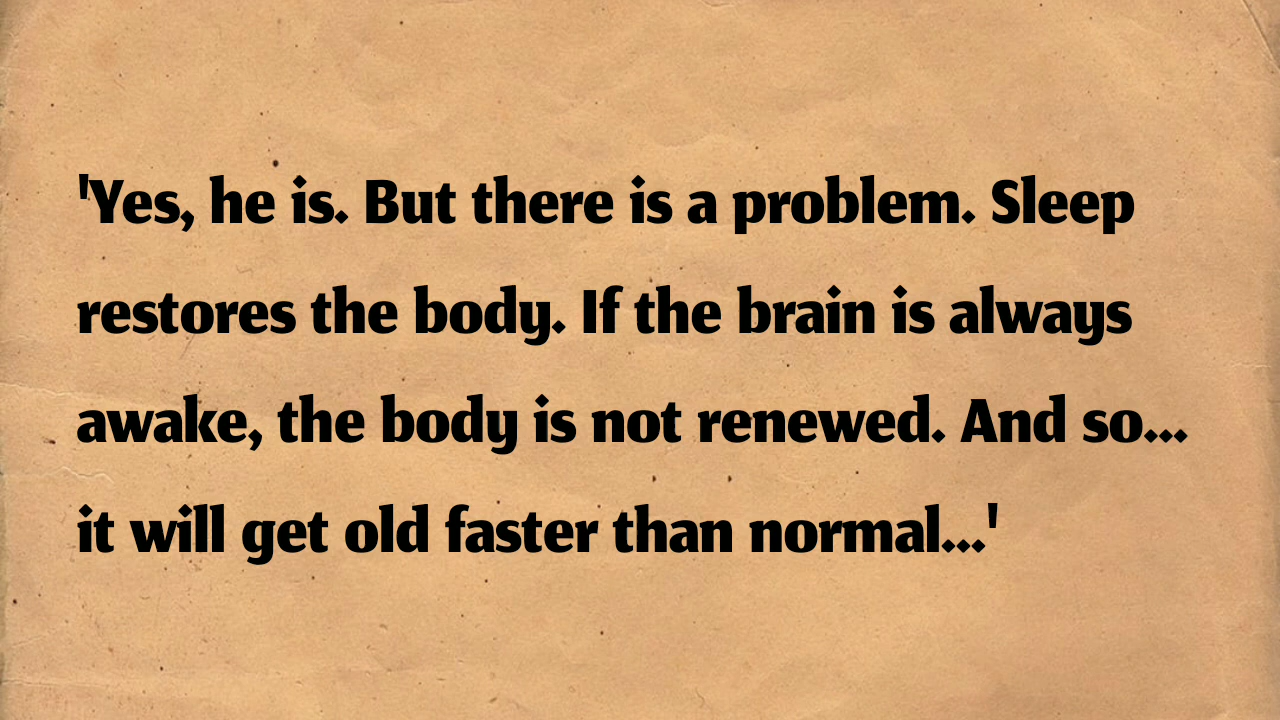 'Yes, he is. But there is a problem. Sleep
restores the body. If the brain is always
awake, the body is not renewed. And so...
it will get old faster than normal...'